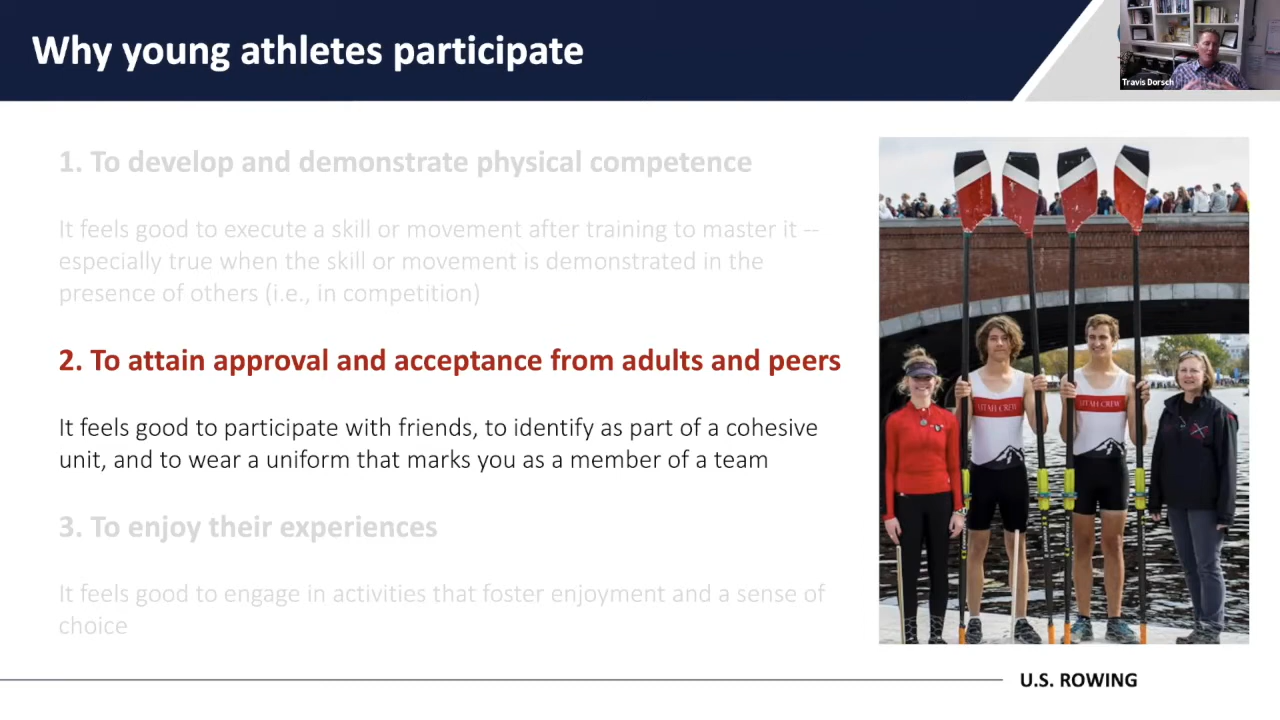 Why young athletes participate
Travis Dorsch
1. To develop and demonstrate physical competence
It feels good to execute a skill or movement after training to master it --
especially true when the skill or movement is demonstrated in the
presence of others (i.e., in competition)
2. To attain approval and acceptance from adults and peers
It feels good to participate with friends, to identify as part of a cohesive
unit, and to wear a uniform that marks you as a member of a team
3. To enjoy their experiences
It feels good to engage in activities that foster enjoyment and a sense of
choice
UTAH CREW
UTAH CREW
U.S. ROWING